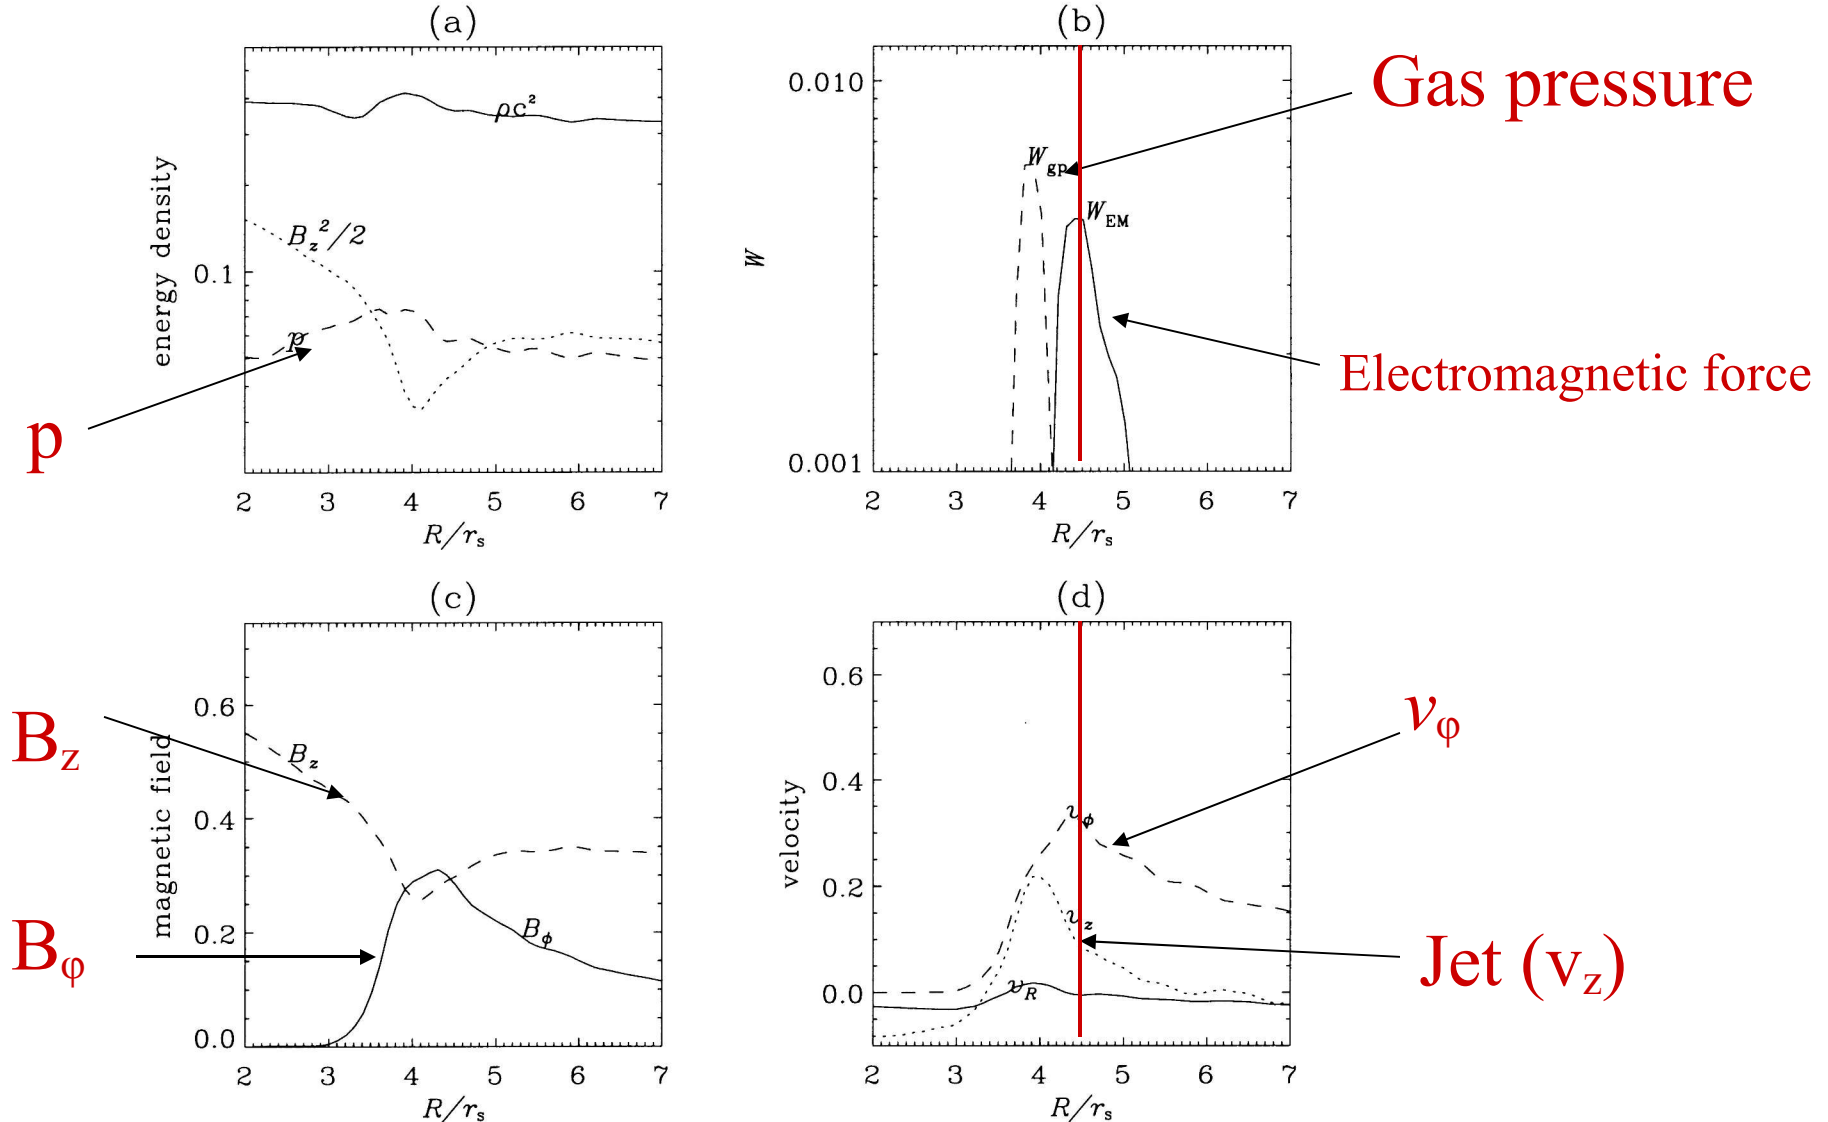 (a)
ρc²
B_z²/2
p
energy density
0.1
2 3 4 5 6 7
R/r_s
p
(b)
0.010
W_gp
W_EM
W
0.001
2 3 4 5 6 7
R/r_s
Gas pressure
Electromagnetic force
(c)
0.6
0.4
0.2
0.0
magnetic field
B_z
B_ϕ
2 3 4 5 6 7
R/r_s
B_z
B_φ
(d)
0.6
0.4
0.2
0.0
velocity
v_ϕ
v_z
v_R
2 3 4 5 6 7
R/r_s
v_φ
Jet (v_z)